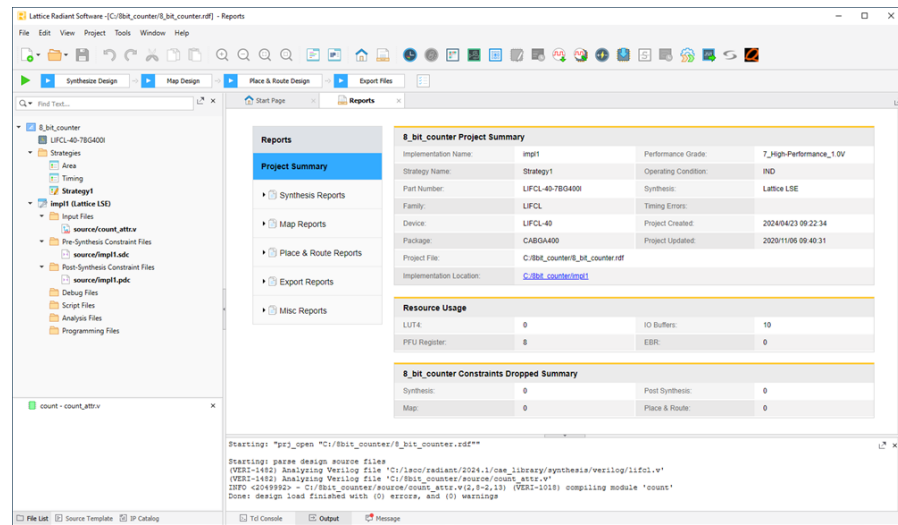 Lattice Radiant Software -[C:/8bit_counter/8_bit_counter.rdf] - Reports
File Edit View Project Tools Window Help
Synthesize Design
Map Design
Place & Route Design
Export Files
Find Text...
Start Page
Reports
8_bit_counter
LIFCL-40-7BG400I
Strategies
Area
Timing
Strategy1
impl1 (Lattice LSE)
Input Files
source/count_attr.v
Pre-Synthesis Constraint Files
source/impl1.sdc
Post-Synthesis Constraint Files
source/impl1.pdc
Debug Files
Script Files
Analysis Files
Programming Files
count - count_attr.v
Reports
Project Summary
Synthesis Reports
Map Reports
Place & Route Reports
Export Reports
Misc Reports
8_bit_counter Project Summary
Implementation Name: impl1 Performance Grade: 7_High-Performance_1.0V
Strategy Name: Strategy1 Operating Condition: IND
Part Number: LIFCL-40-7BG400I Synthesis: Lattice LSE
Family: LIFCL Timing Errors:
Device: LIFCL-40 Project Created: 2024/04/23 09:22:34
Package: CABGA400 Project Updated: 2020/11/06 09:40:31
Project File: C:/8bit_counter/8_bit_counter.rdf
Implementation Location: C:/8bit_counter/impl1
Resource Usage
LUT4: 0 IO Buffers: 10
PFU Register: 8 EBR: 0
8_bit_counter Constraints Dropped Summary
Synthesis: 0 Post Synthesis: 0
Map: 0 Place & Route: 0
Starting: "prj_open "C:/8bit_counter/8_bit_counter.rdf""
Starting: parse design source files
(VERI-1482) Analyzing Verilog file 'C:/lscc/radiant/2024.1/cae_library/synthesis/verilog/lifcl.v'
(VERI-1482) Analyzing Verilog file 'C:/8bit_counter/source/count_attr.v'
INFO <2049992> - C:/8bit_counter/source/count_attr.v(2,8-2,13) (VERI-1018) compiling module 'count'
Done: design load finished with (0) errors, and (0) warnings
File List Source Template IP Catalog
Tcl Console Output Message